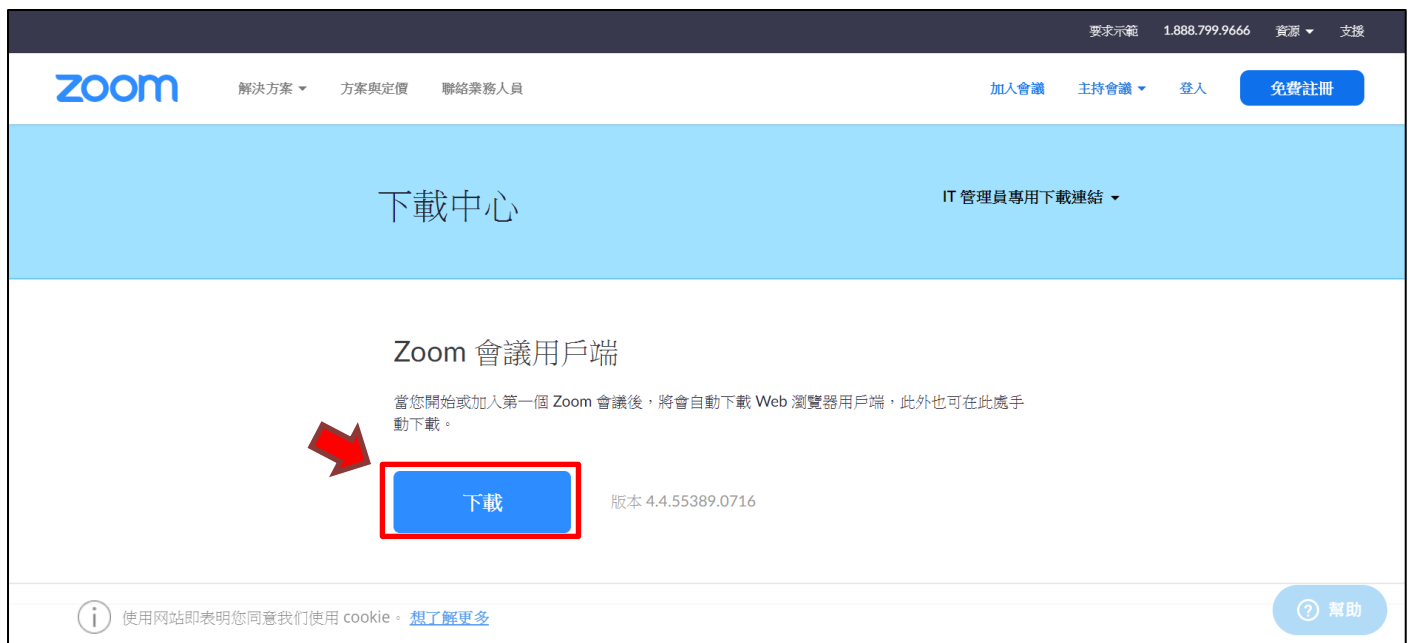 要求示範 1.888.799.9666 資源 支援
zoom 解決方案 方案與定價 聯絡業務人員 加入會議 主持會議 登入 免費註冊
下載中心 IT 管理員專用下載連結
Zoom 會議用戶端
當您開始或加入第一個 Zoom 會議後，將會自動下載 Web 瀏覽器用戶端，此外也可在此處手
動下載。
下載 版本 4.4.55389.0716
i 使用网站即表明您同意我们使用 cookie。 想了解更多 ? 幫助